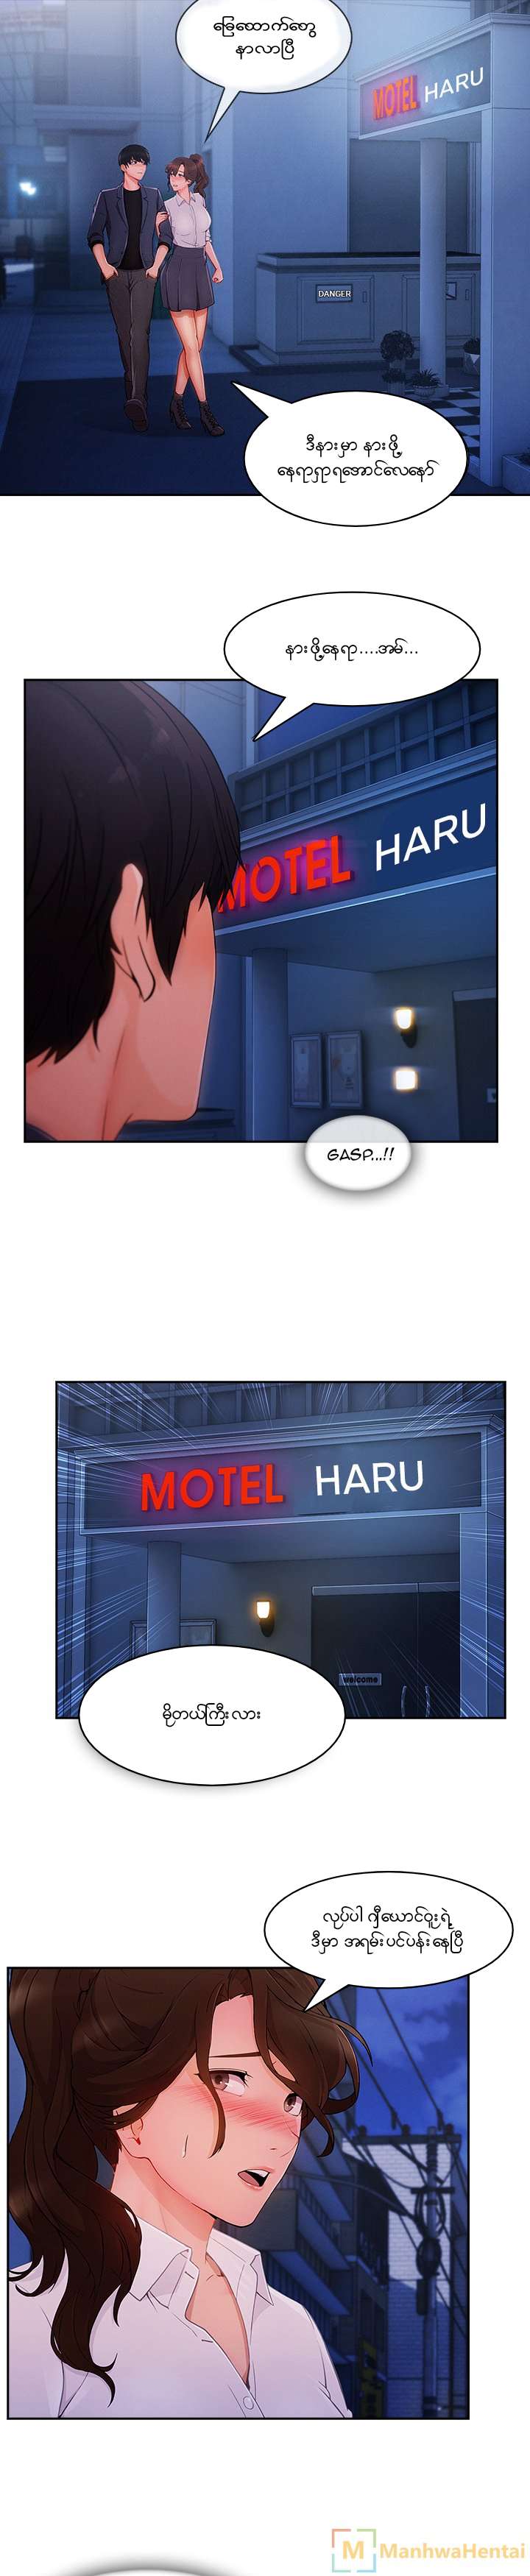 ခြေထောက်တွေ
နာလာပြီ
MOTEL HARU
DANGER
ဒီနားမှာ နားဖို့
နေရာရှာရအောင်လေနော်
နားဖို့နေရာ....အမ်...
MOTEL HARU
GASP...!!
MOTEL HARU
welcome
မိုတယ်ကြီးလား
လုပ်ပါ ဂျီယောင်ဝူးရဲ့
ဒီမှာ အရမ်းပင်ပန်းနေပြီ
M ManhwaHentai